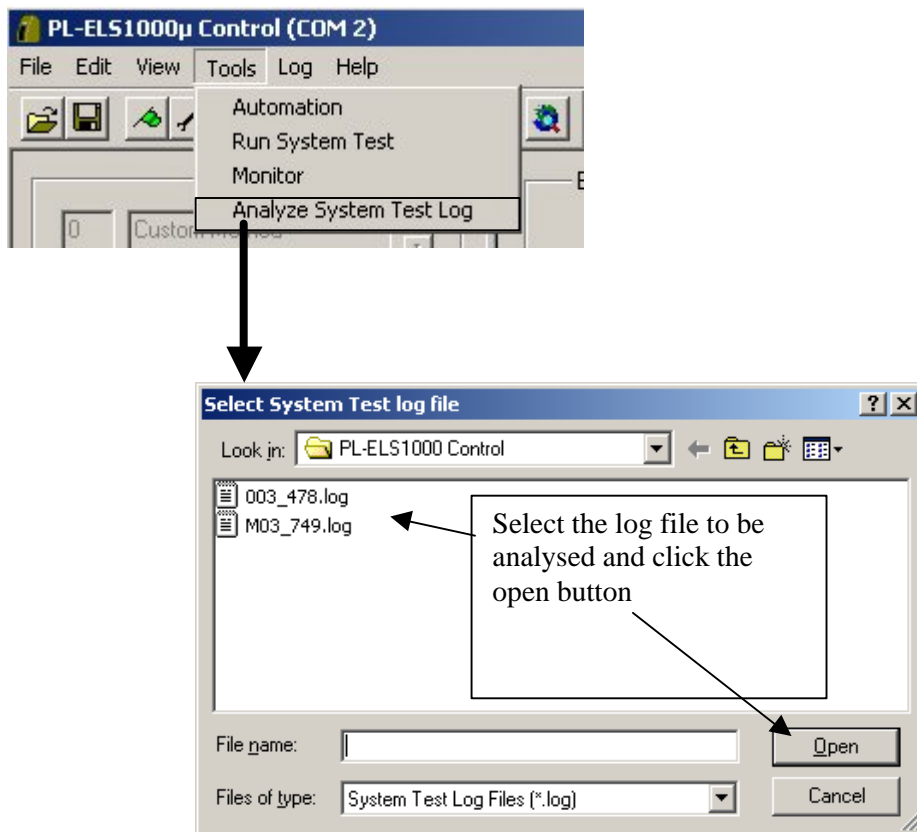 PL-ELS1000µ Control (COM 2)
File Edit View Tools Log Help
Automation
Run System Test
Monitor
Analyze System Test Log
0
Select System Test log file
Look in: PL-ELS1000 Control
003_478.log
M03_749.log
Select the log file to be
analysed and click the
open button
File name:
Open
Files of type: System Test Log Files (*.log)
Cancel